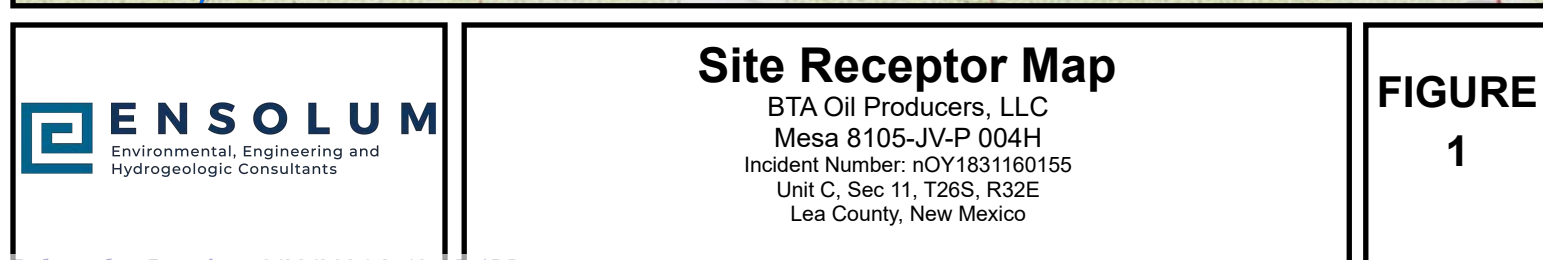 ENSOLUM
Environmental, Engineering and
Hydrogeologic Consultants
Site Receptor Map
BTA Oil Producers, LLC
Mesa 8105-JV-P 004H
Incident Number: nOY1831160155
Unit C, Sec 11, T26S, R32E
Lea County, New Mexico
FIGURE
1